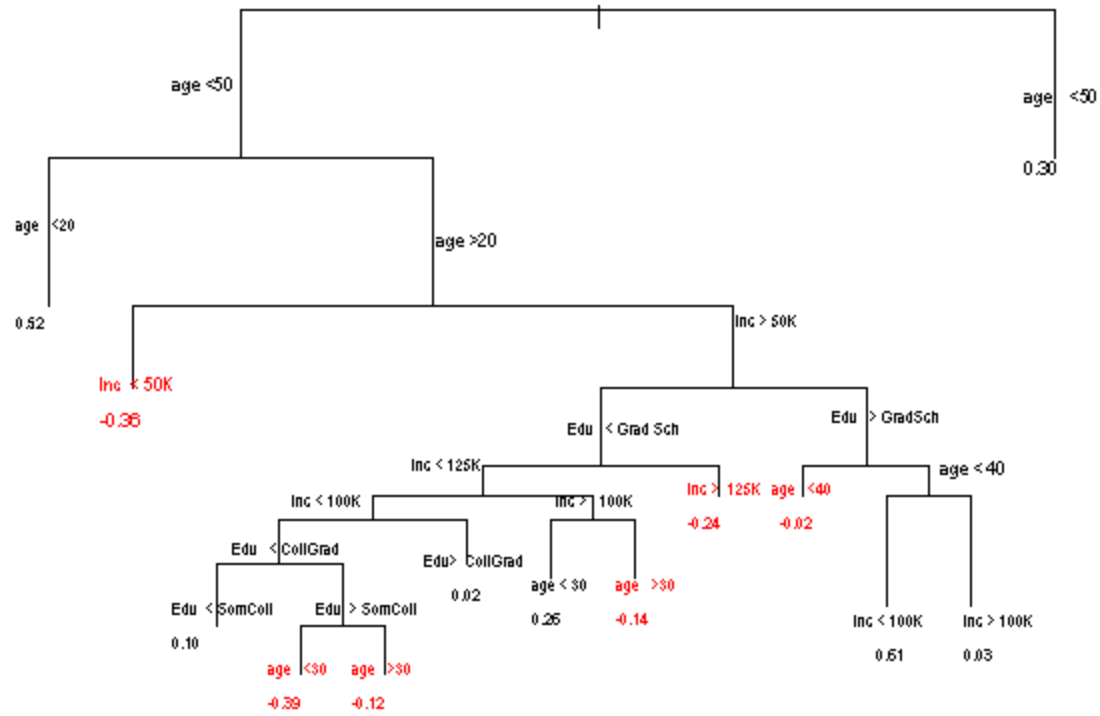 age <50
age <50
0.30
age <20
age >20
0.52
Inc > 50K
Inc < 50K
-0.36
Edu < Grad Sch
Edu > GradSch
Inc < 125K
age <40
Inc > 125K
age <40
-0.24
-0.02
Inc < 100K
Inc > 100K
Edu < CollGrad
Edu> CollGrad
0.02
age < 30
age >30
0.26
-0.14
Edu < SomColl
Edu > SomColl
0.10
Inc < 100K
Inc > 100K
0.61
0.03
age <30
age >30
-0.39
-0.12